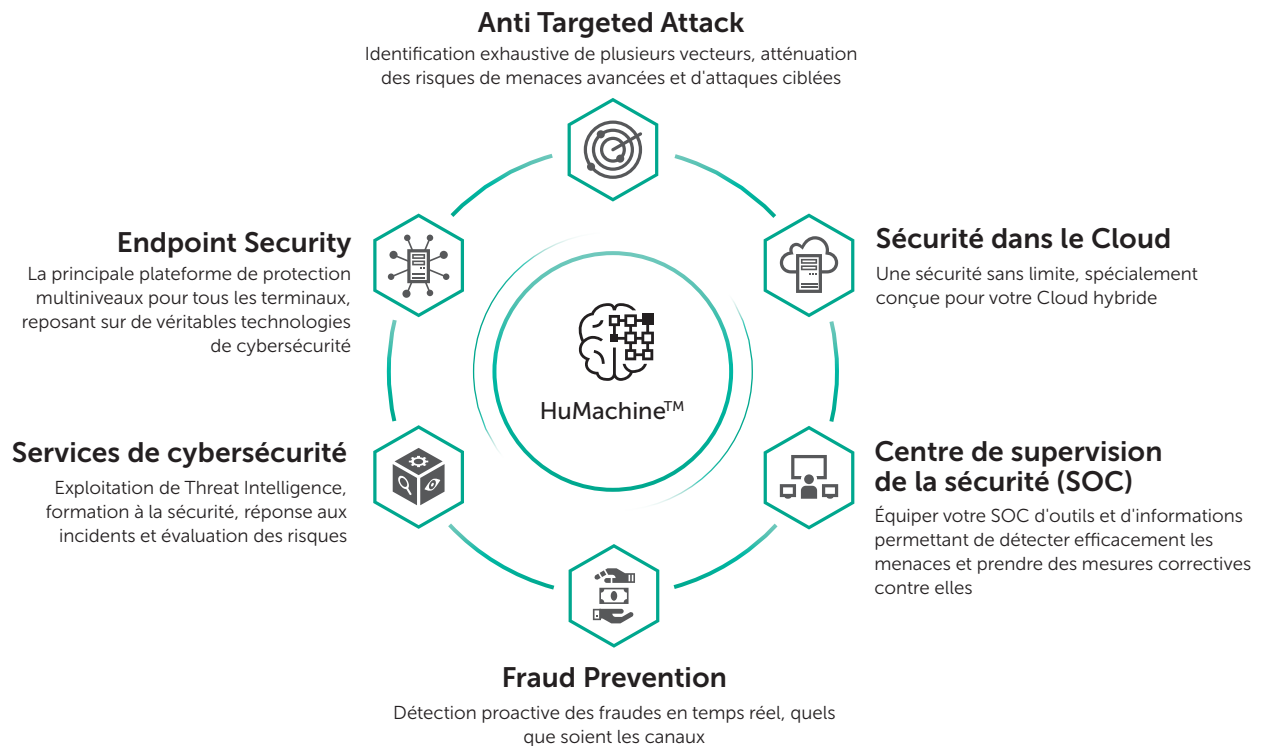 Anti Targeted Attack
Identification exhaustive de plusieurs vecteurs, atténuation
des risques de menaces avancées et d'attaques ciblées
Endpoint Security
La principale plateforme de protection
multiniveaux pour tous les terminaux,
reposant sur de véritables technologies
de cybersécurité
Sécurité dans le Cloud
Une sécurité sans limite, spécialement
conçue pour votre Cloud hybride
HuMachine™
Services de cybersécurité
Exploitation de Threat Intelligence,
formation à la sécurité, réponse aux
incidents et évaluation des risques
Centre de supervision
de la sécurité (SOC)
Équiper votre SOC d'outils et d'informations
permettant de détecter efficacement les
menaces et prendre des mesures correctives
contre elles
Fraud Prevention
Détection proactive des fraudes en temps réel, quels
que soient les canaux